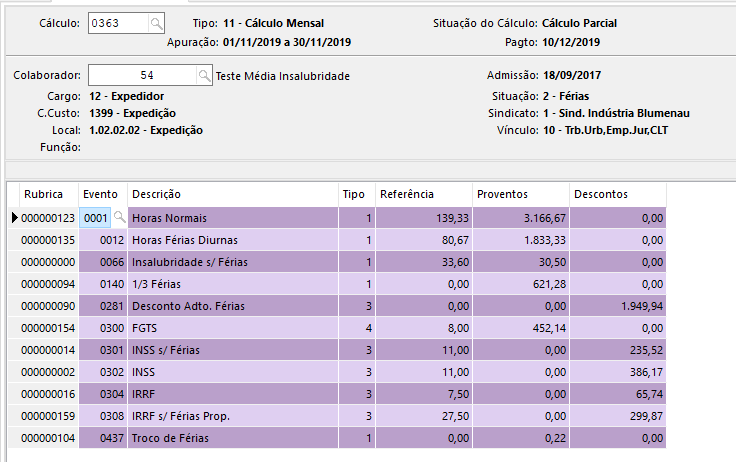 Cálculo: 0363 Tipo: 11 - Cálculo Mensal Situação do Cálculo: Cálculo Parcial
Apuração: 01/11/2019 a 30/11/2019 Pagto: 10/12/2019
Colaborador: 54 Teste Média Insalubridade Admissão: 18/09/2017
Cargo: 12 - Expedidor Situação: 2 - Férias
C.Custo: 1399 - Expedição Sindicato: 1 - Sind. Indústria Blumenau
Local: 1.02.02.02 - Expedição Vínculo: 10 - Trb.Urb,Emp.Jur,CLT
Função:
Rubrica Evento Descrição Tipo Referência Proventos Descontos
000000123 0001 Horas Normais 1 139,33 3.166,67 0,00
000000135 0012 Horas Férias Diurnas 1 80,67 1.833,33 0,00
000000000 0066 Insalubridade s/ Férias 1 33,60 30,50 0,00
000000094 0140 1/3 Férias 1 0,00 621,28 0,00
000000090 0281 Desconto Adto. Férias 3 0,00 0,00 1.949,94
000000154 0300 FGTS 4 8,00 452,14 0,00
000000014 0301 INSS s/ Férias 3 11,00 0,00 235,52
000000002 0302 INSS 3 11,00 0,00 386,17
000000016 0304 IRRF 3 7,50 0,00 65,74
000000159 0308 IRRF s/ Férias Prop. 3 27,50 0,00 299,87
000000104 0437 Troco de Férias 1 0,00 0,22 0,00